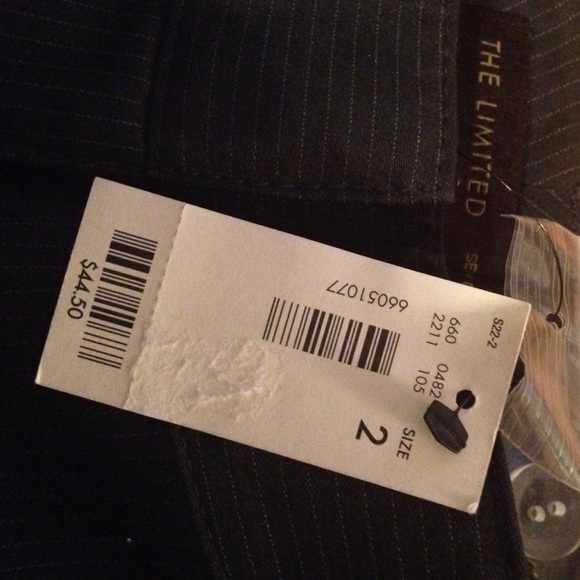 THE LIMITED
S22-2
660 0482
2211 105
SIZE
2
66051077
$44.50